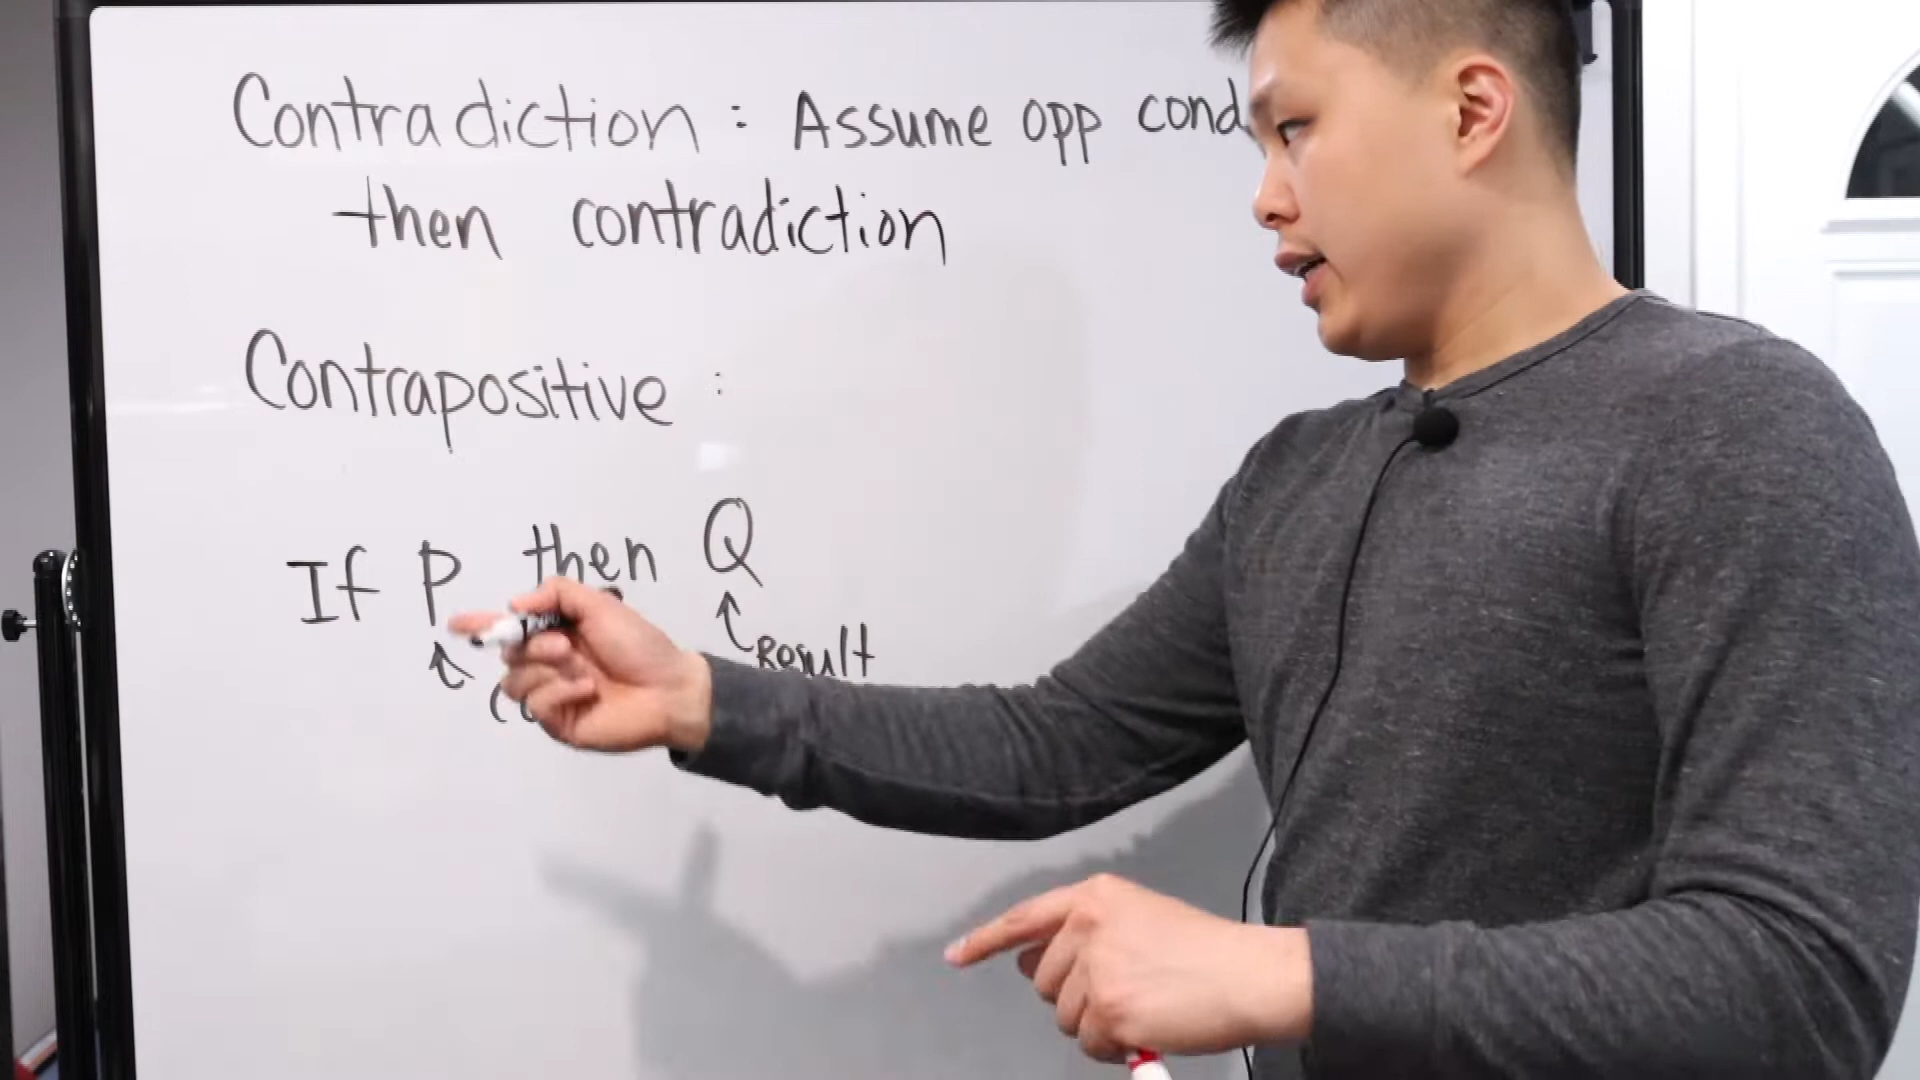 Contradiction : Assume opp cond
then contradiction
Contrapositive :
If P then Q
Result